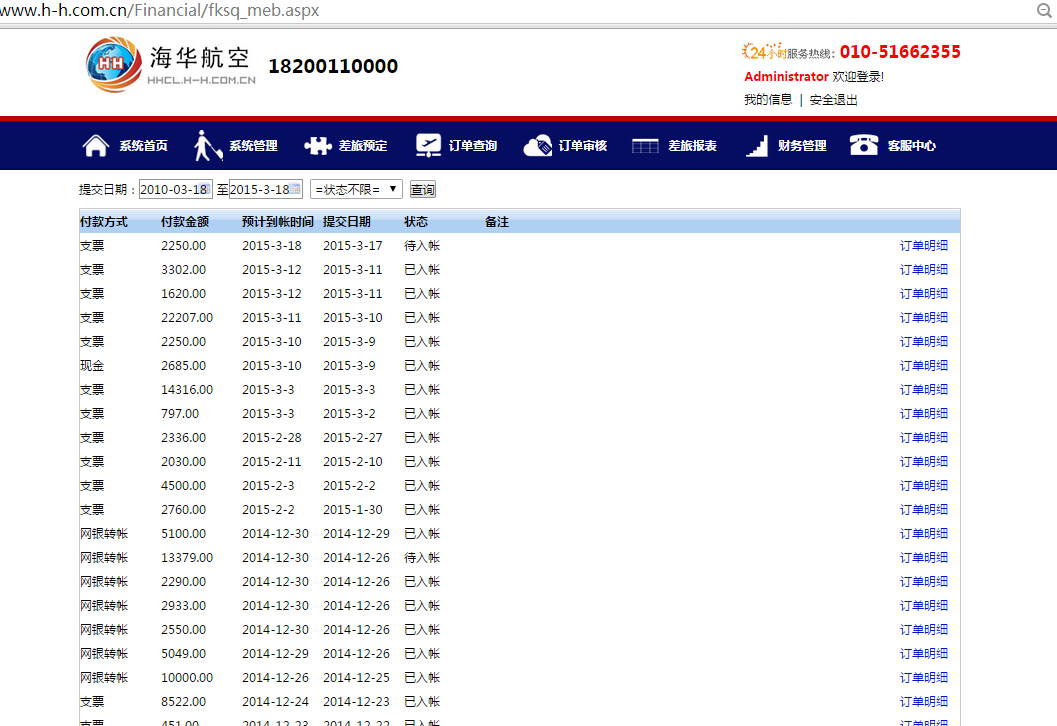 www.h-h.com.cn/Financial/fksq_meb.aspx
HH 海华航空 18200110000
HHCL.H-H.COM.CN
24小时服务热线：010-51662355
Administrator 欢迎登录!
我的信息 | 安全退出
系统首页 系统管理 差旅预定 订单查询 订单审核 差旅报表 财务管理 客服中心
提交日期：2010-03-18 至 2015-3-18 =状态不限= 查询
付款方式 付款金额 预计到帐时间 提交日期 状态 备注
支票 2250.00 2015-3-18 2015-3-17 待入帐 订单明细
支票 3302.00 2015-3-12 2015-3-11 已入帐 订单明细
支票 1620.00 2015-3-12 2015-3-11 已入帐 订单明细
支票 22207.00 2015-3-11 2015-3-10 已入帐 订单明细
支票 2250.00 2015-3-10 2015-3-9 已入帐 订单明细
现金 2685.00 2015-3-10 2015-3-9 已入帐 订单明细
支票 14316.00 2015-3-3 2015-3-3 已入帐 订单明细
支票 797.00 2015-3-3 2015-3-2 已入帐 订单明细
支票 2336.00 2015-2-28 2015-2-27 已入帐 订单明细
支票 2030.00 2015-2-11 2015-2-10 已入帐 订单明细
支票 4500.00 2015-2-3 2015-2-2 已入帐 订单明细
支票 2760.00 2015-2-2 2015-1-30 已入帐 订单明细
网银转帐 5100.00 2014-12-30 2014-12-29 已入帐 订单明细
网银转帐 13379.00 2014-12-30 2014-12-26 待入帐 订单明细
网银转帐 2290.00 2014-12-30 2014-12-26 已入帐 订单明细
网银转帐 2933.00 2014-12-30 2014-12-26 已入帐 订单明细
网银转帐 2550.00 2014-12-30 2014-12-26 已入帐 订单明细
网银转帐 5049.00 2014-12-29 2014-12-26 已入帐 订单明细
网银转帐 10000.00 2014-12-26 2014-12-25 已入帐 订单明细
支票 8522.00 2014-12-24 2014-12-23 已入帐 订单明细
支票 451.00 2014-12-23 2014-12-22 已入帐 订单明细